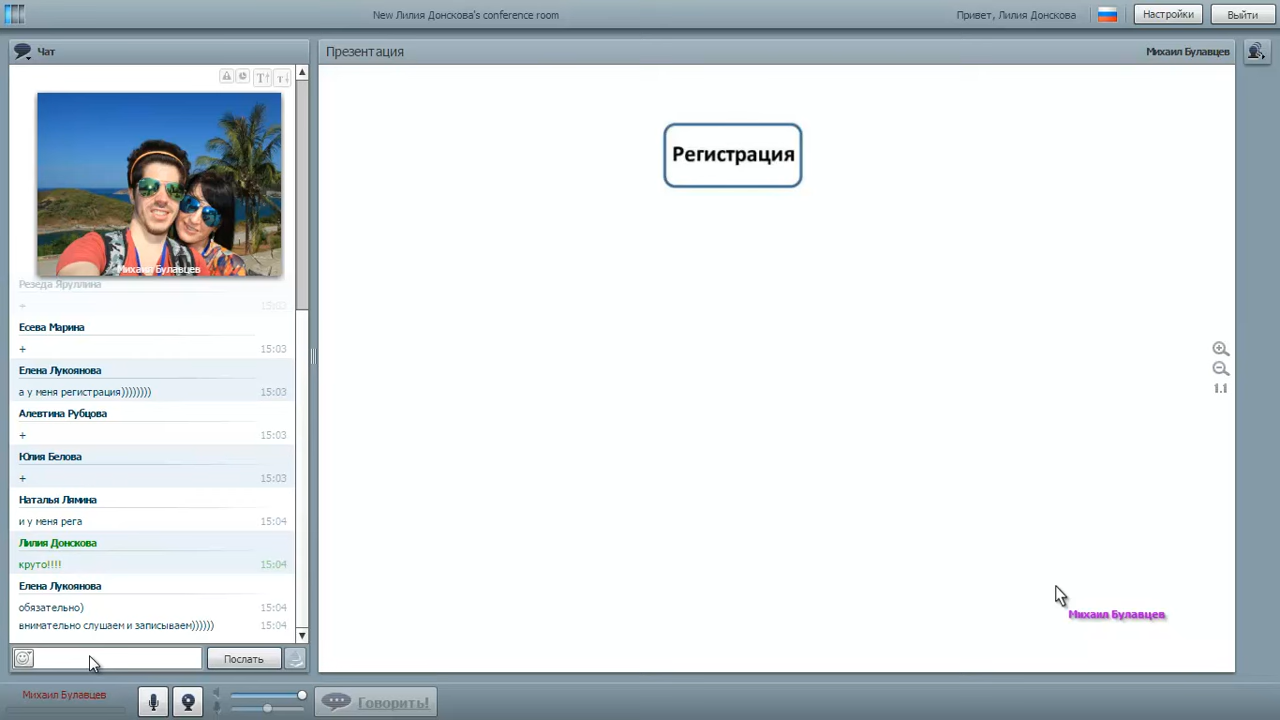 New Лилия Донскова's conference room
Привет, Лилия Донскова
Настройки
Выйти
Чат
Презентация
Михаил Булавцев
Михаил Булавцев
Резеда Яруллина
+ 15:03
Есева Марина
+ 15:03
Елена Лукоянова
а у меня регистрация)))))))) 15:03
Алевтина Рубцова
+ 15:03
Юлия Белова
+ 15:03
Наталья Лямина
и у меня рега 15:04
Лилия Донскова
круто!!!! 15:04
Елена Лукоянова
обязательно) 15:04
внимательно слушаем и записываем)))))) 15:04
Послать
Регистрация
1.1
Михаил Булавцев
Михаил Булавцев
Говорить!